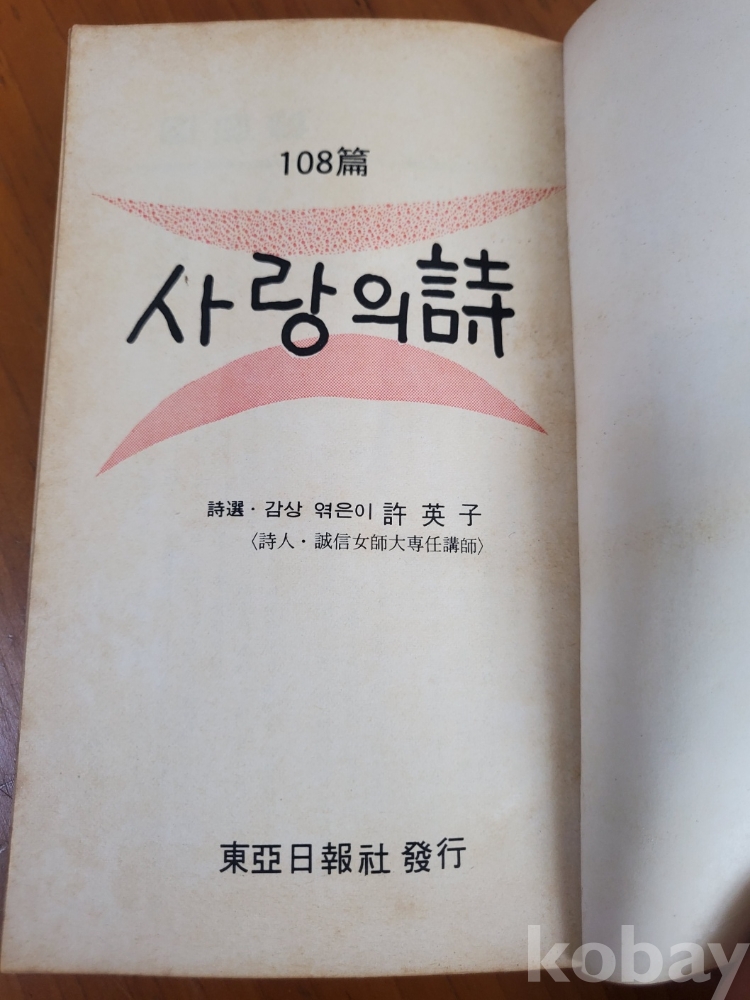 108篇
사랑의詩
詩選·감상 엮은이 許英子
〈詩人·誠信女師大専任講師〉
東亞日報社 發行
kobay